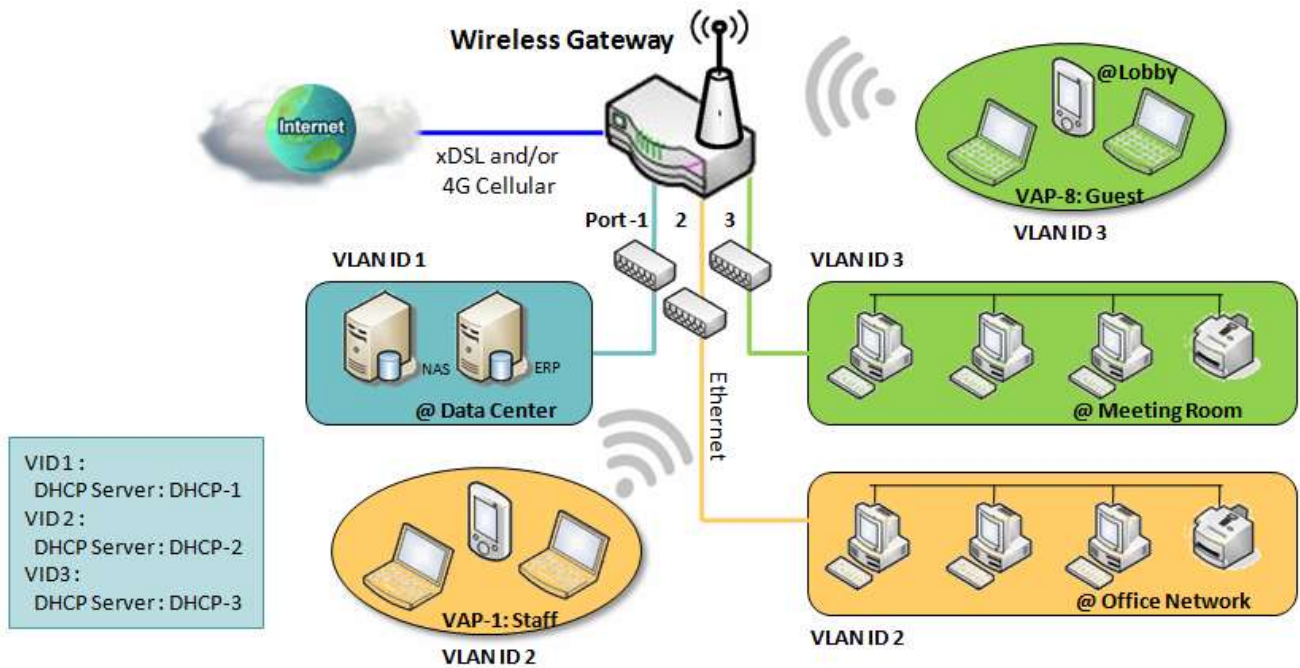 Wireless Gateway
Internet
xDSL and/or
4G Cellular
@Lobby
VAP-8: Guest
VLAN ID 3
Port -1 2 3
VLAN ID 1
NAS
ERP
@ Data Center
VLAN ID 3
@ Meeting Room
Ethernet
VID1 :
DHCP Server : DHCP-1
VID 2 :
DHCP Server : DHCP-2
VID3:
DHCP Server : DHCP-3
VAP-1: Staff
VLAN ID 2
@ Office Network
VLAN ID 2